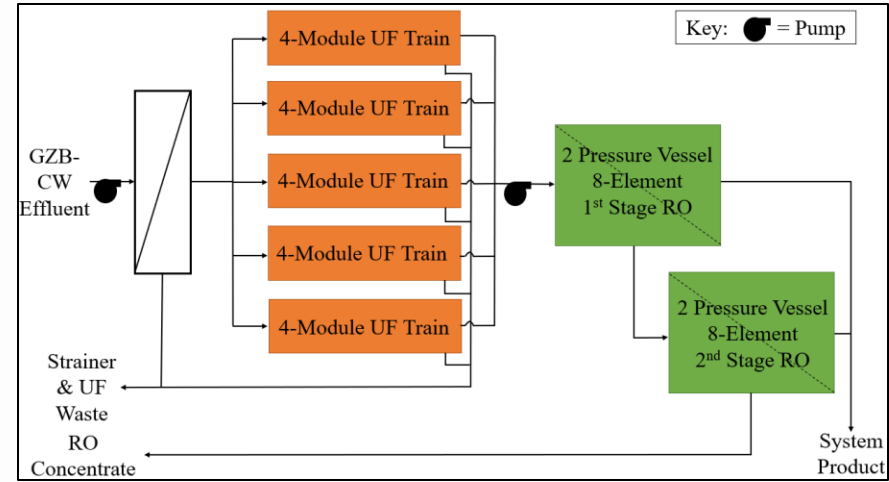 Key: = Pump
4-Module UF Train
4-Module UF Train
4-Module UF Train
4-Module UF Train
4-Module UF Train
GZB-
CW
Effluent
2 Pressure Vessel
8-Element
1st Stage RO
2 Pressure Vessel
8-Element
2nd Stage RO
Strainer
& UF
Waste
RO
Concentrate
System
Product